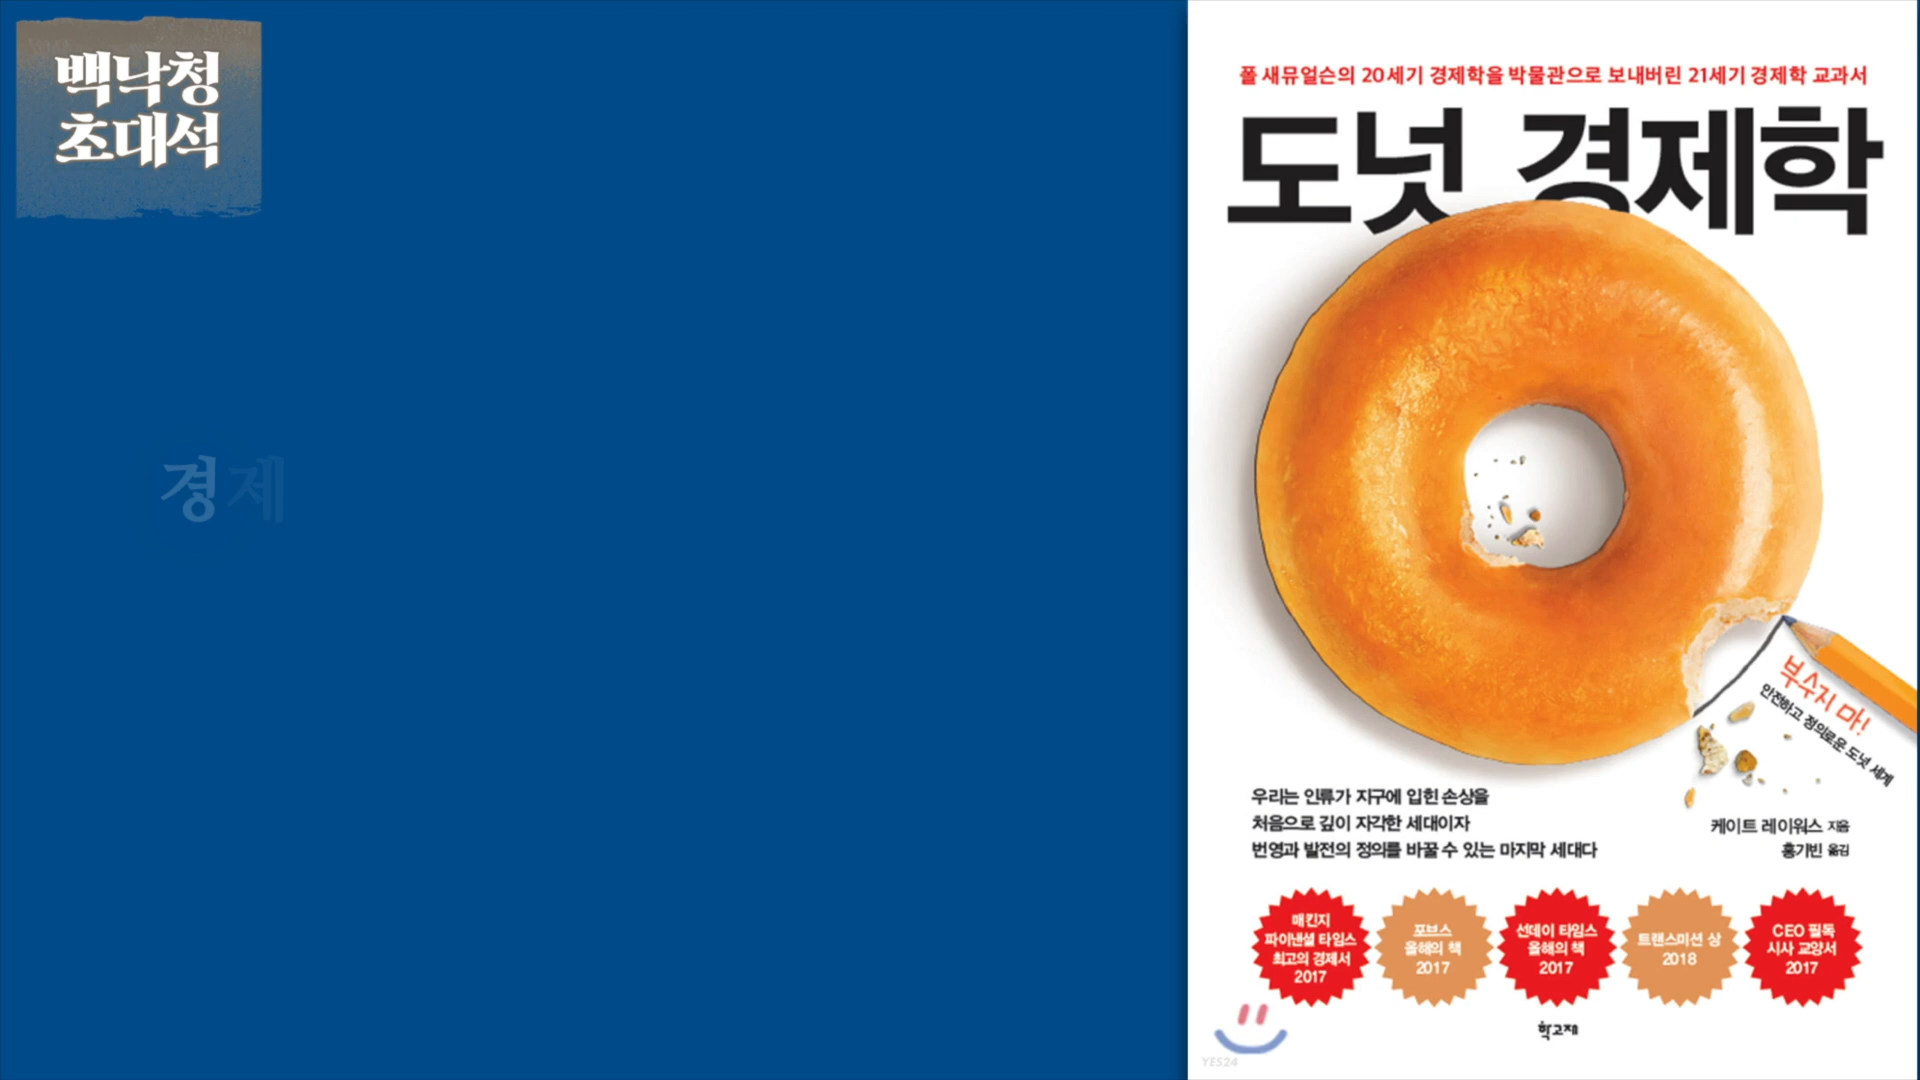 백낙청
초대석
경제
폴 새뮤얼슨의 20세기 경제학을 박물관으로 보내버린 21세기 경제학 교과서
도넛 경제학
부수지 마!
안전하고 정의로운 도넛 세계
우리는 인류가 지구에 입힌 손상을
처음으로 깊이 자각한 세대이자
번영과 발전의 정의를 바꿀 수 있는 마지막 세대다
케이트 레이워스 지음
홍기빈 옮김
매킨지
파이낸셜 타임스
최고의 경제서
2017
포브스
올해의 책
2017
선데이 타임스
올해의 책
2017
트랜스미션 상
2018
CEO 필독
시사 교양서
2017
학고재
YES24